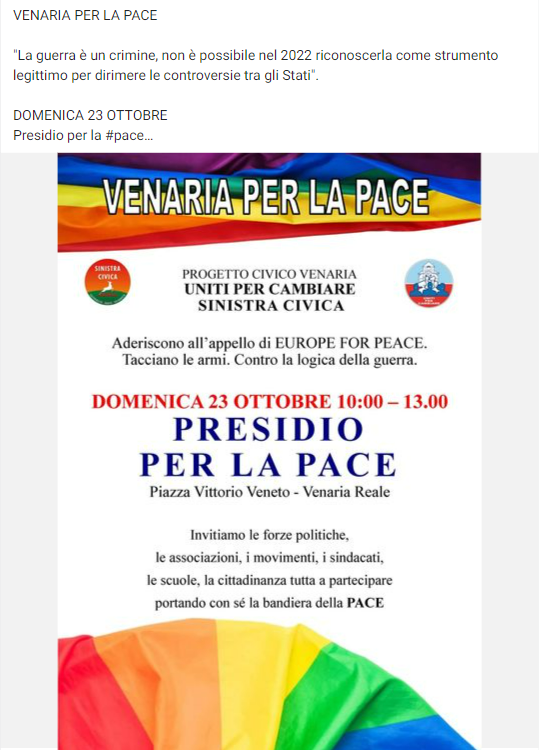 VENARIA PER LA PACE
"La guerra è un crimine, non è possibile nel 2022 riconoscerla come strumento
legittimo per dirimere le controversie tra gli Stati".
DOMENICA 23 OTTOBRE
Presidio per la #pace...
VENARIA PER LA PACE
SINISTRA
CIVICA
PROGETTO CIVICO VENARIA
UNITI PER CAMBIARE
SINISTRA CIVICA
Aderiscono all'appello di EUROPE FOR PEACE.
Tacciano le armi. Contro la logica della guerra.
DOMENICA 23 OTTOBRE 10:00 – 13.00
PRESIDIO
PER LA PACE
Piazza Vittorio Veneto - Venaria Reale
Invitiamo le forze politiche,
le associazioni, i movimenti, i sindacati,
le scuole, la cittadinanza tutta a partecipare
portando con sé la bandiera della PACE